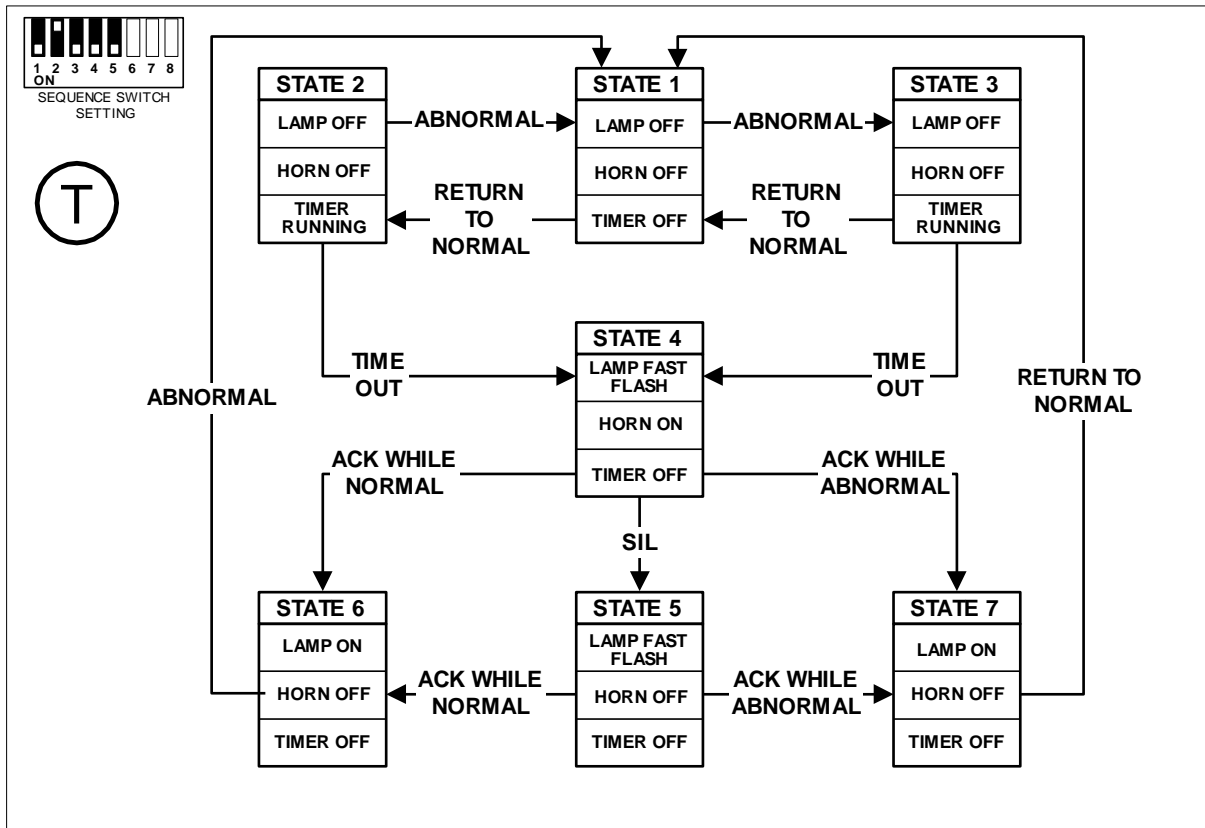 1 2 3 4 5 6 7 8
ON
SEQUENCE SWITCH
SETTING
T
STATE 2
LAMP OFF
HORN OFF
TIMER
RUNNING
ABNORMAL
RETURN
TO
NORMAL
STATE 1
LAMP OFF
HORN OFF
TIMER OFF
ABNORMAL
RETURN
TO
NORMAL
STATE 3
LAMP OFF
HORN OFF
TIMER
RUNNING
ABNORMAL
TIME
OUT
STATE 4
LAMP FAST
FLASH
HORN ON
TIMER OFF
TIME
OUT
RETURN TO
NORMAL
ACK WHILE
NORMAL
SIL
ACK WHILE
ABNORMAL
STATE 6
LAMP ON
HORN OFF
TIMER OFF
ACK WHILE
NORMAL
STATE 5
LAMP FAST
FLASH
HORN OFF
TIMER OFF
ACK WHILE
ABNORMAL
STATE 7
LAMP ON
HORN OFF
TIMER OFF